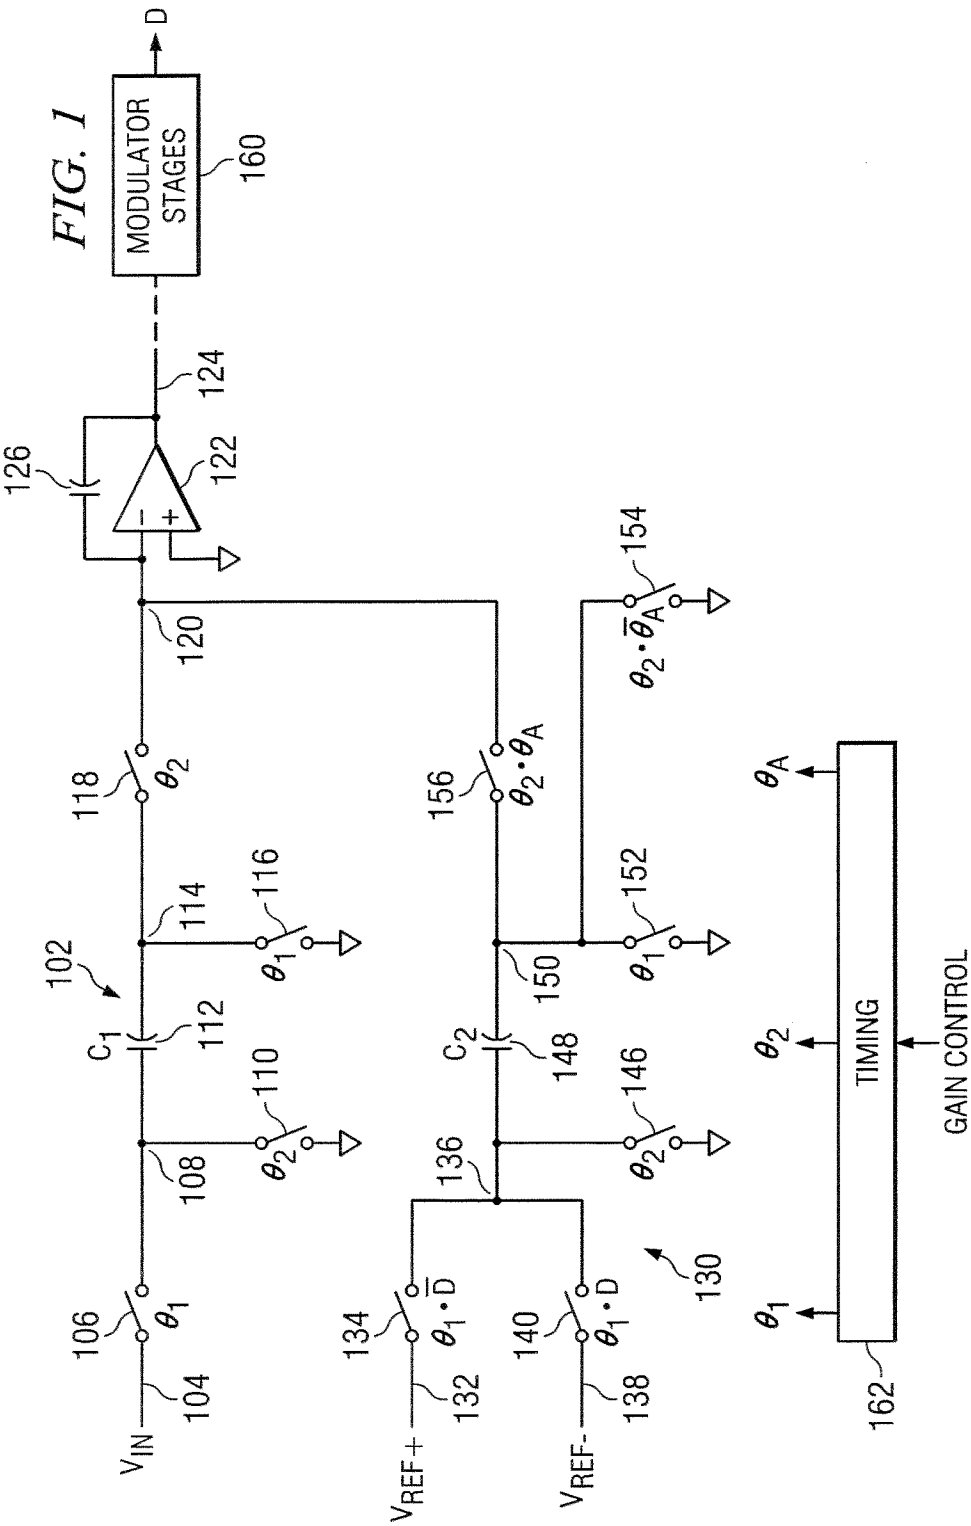 FIG. 1
D
MODULATOR
STAGES
160
126
124
122
−
+
120
118
θ2
114
116
θ1
102
C1
112
110
θ2
108
106
θ1
104
VIN
154
θ2·θ̅A
156
θ2·θA
150
152
θ1
C2
148
146
θ2
136
134
θ1·D̅
132
VREF+
140
θ1·D
138
VREF-
130
θ1
θ2
θA
TIMING
162
GAIN CONTROL